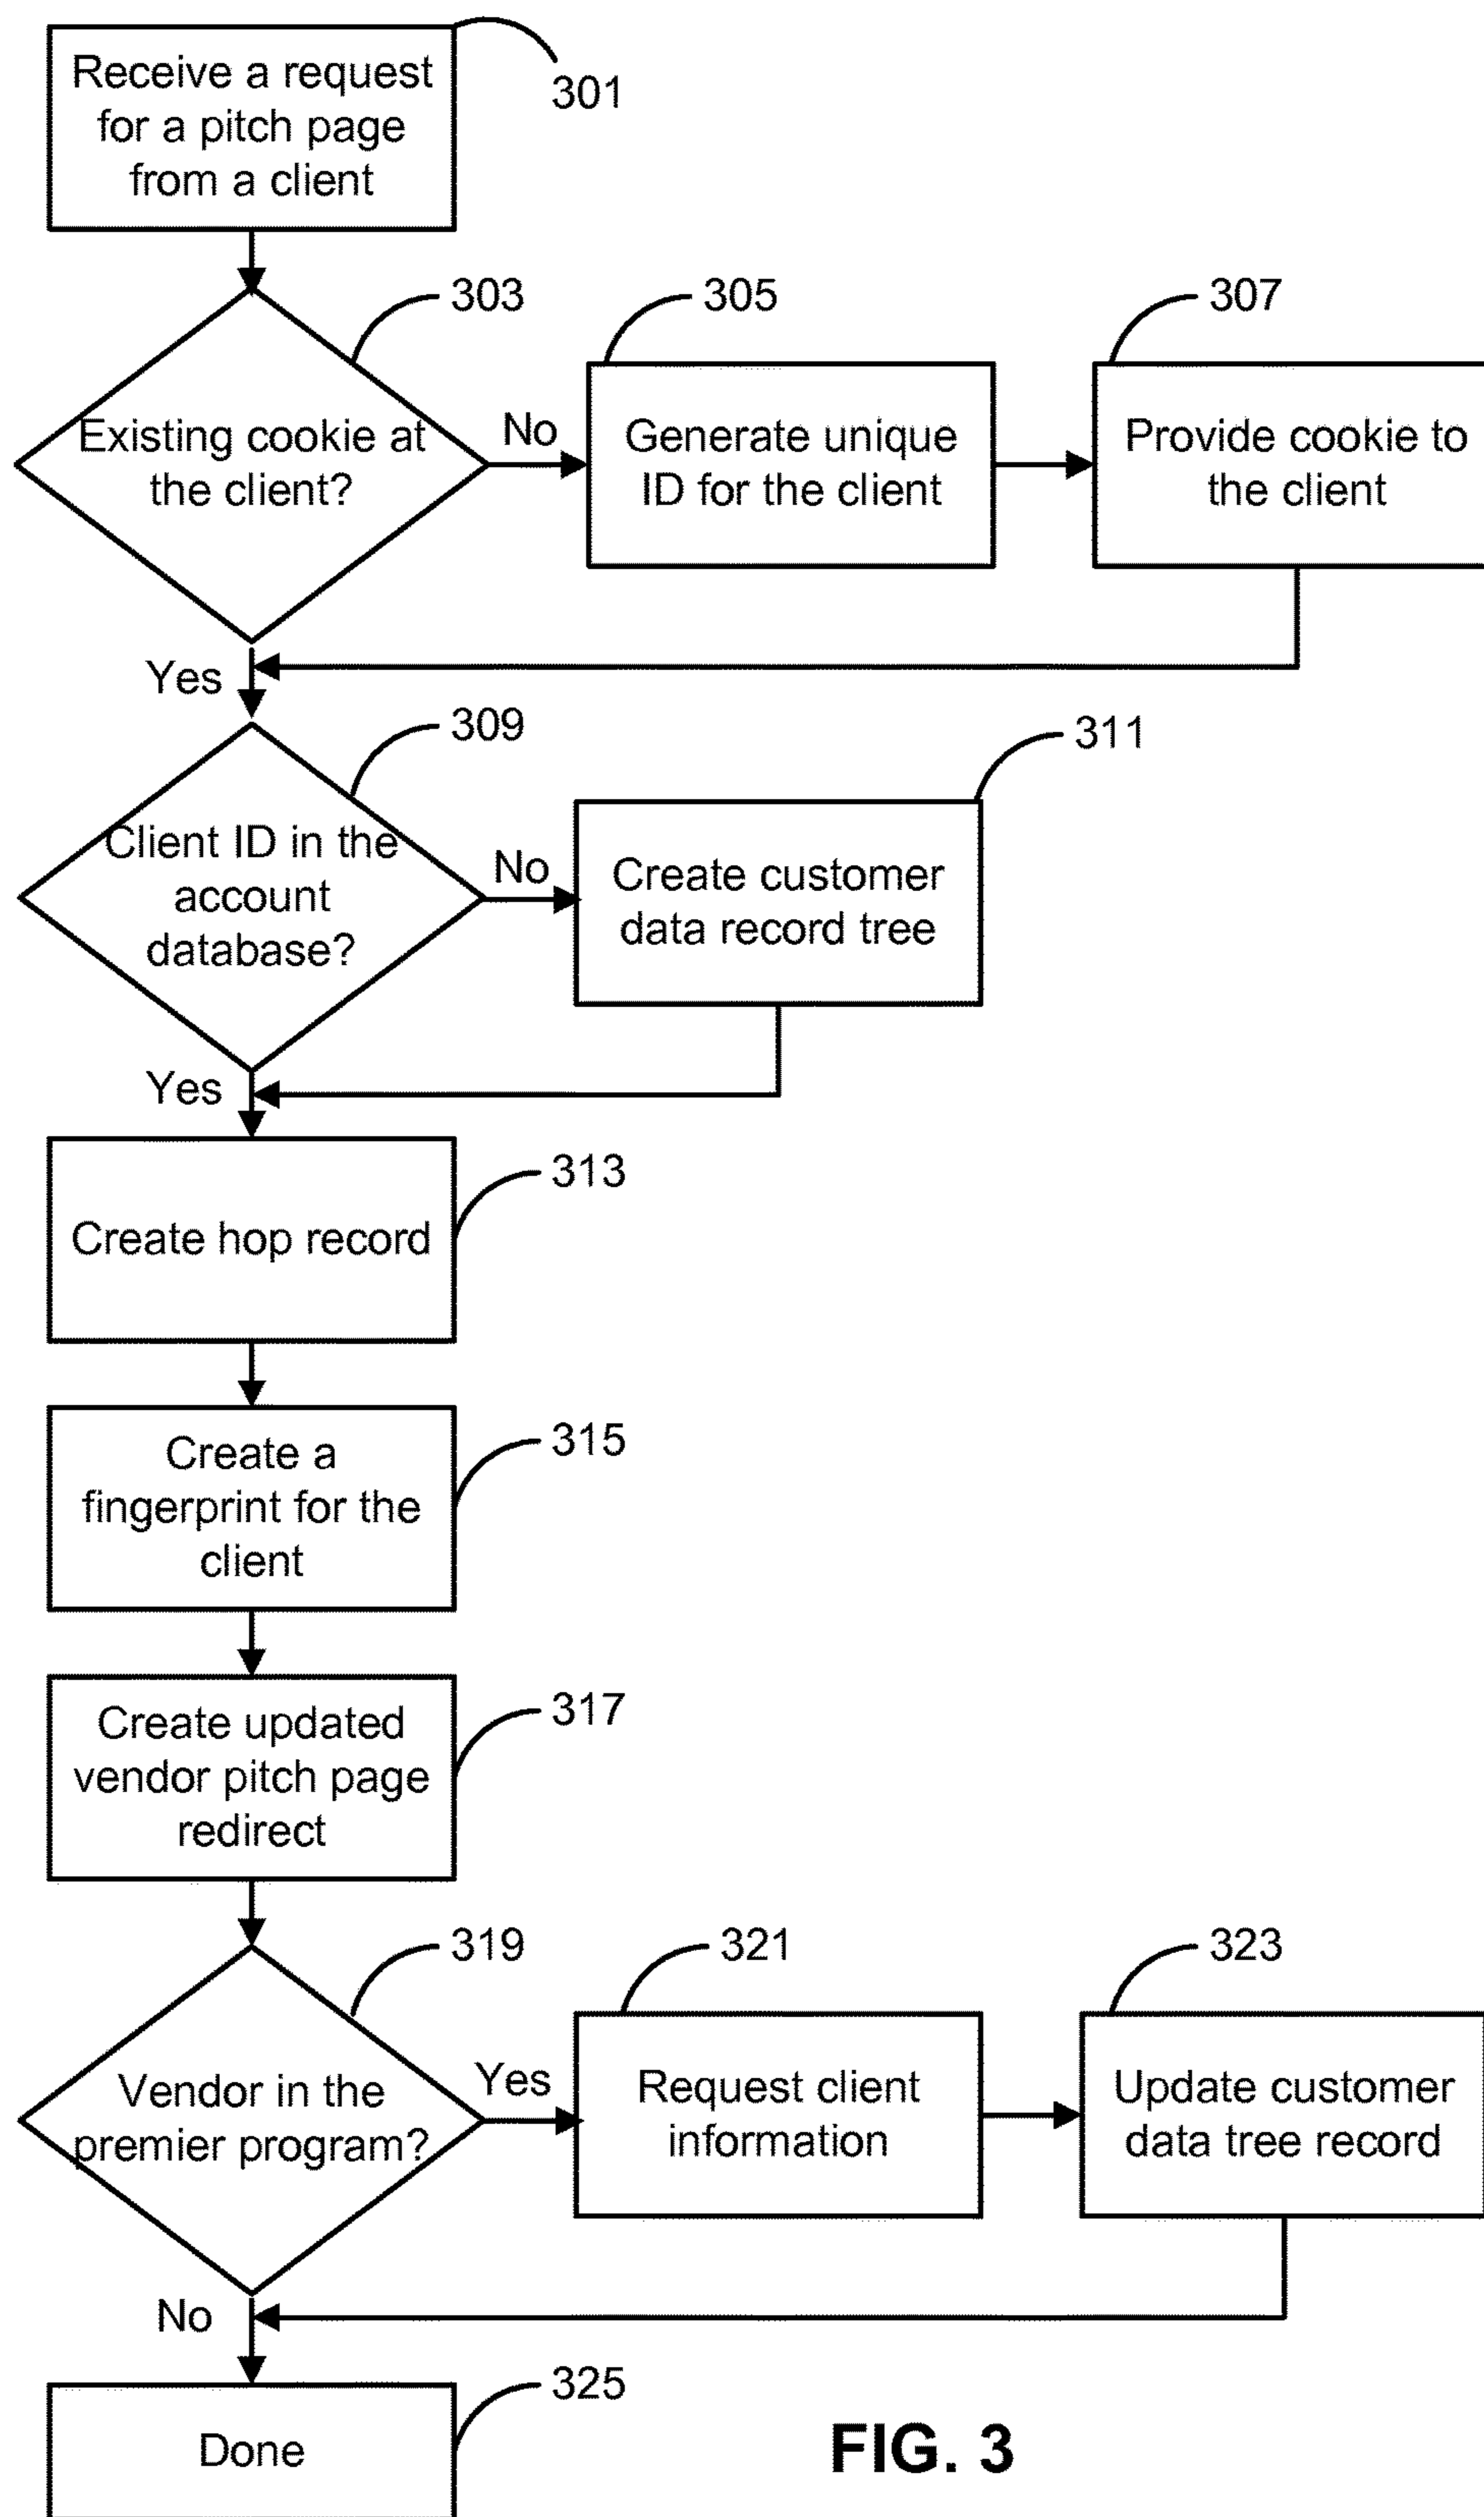 Receive a request
for a pitch page
from a client
301
303
305
307
Existing cookie at
the client?
No
Generate unique
ID for the client
Provide cookie to
the client
Yes
309
311
Client ID in the
account
database?
No
Create customer
data record tree
Yes
313
Create hop record
315
Create a
fingerprint for the
client
317
Create updated
vendor pitch page
redirect
319
321
323
Vendor in the
premier program?
Yes
Request client
information
Update customer
data tree record
No
325
Done
FIG. 3